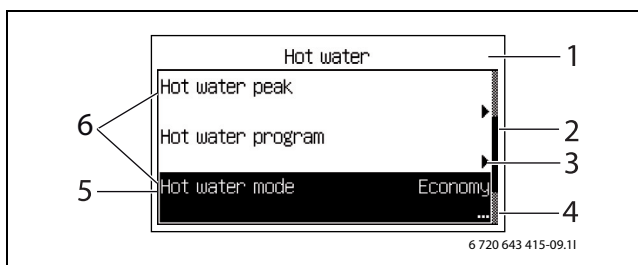 Hot water
1
Hot water peak
2
6
Hot water program
3
5
Hot water mode Economy
...
4
6 720 643 415-09.1I